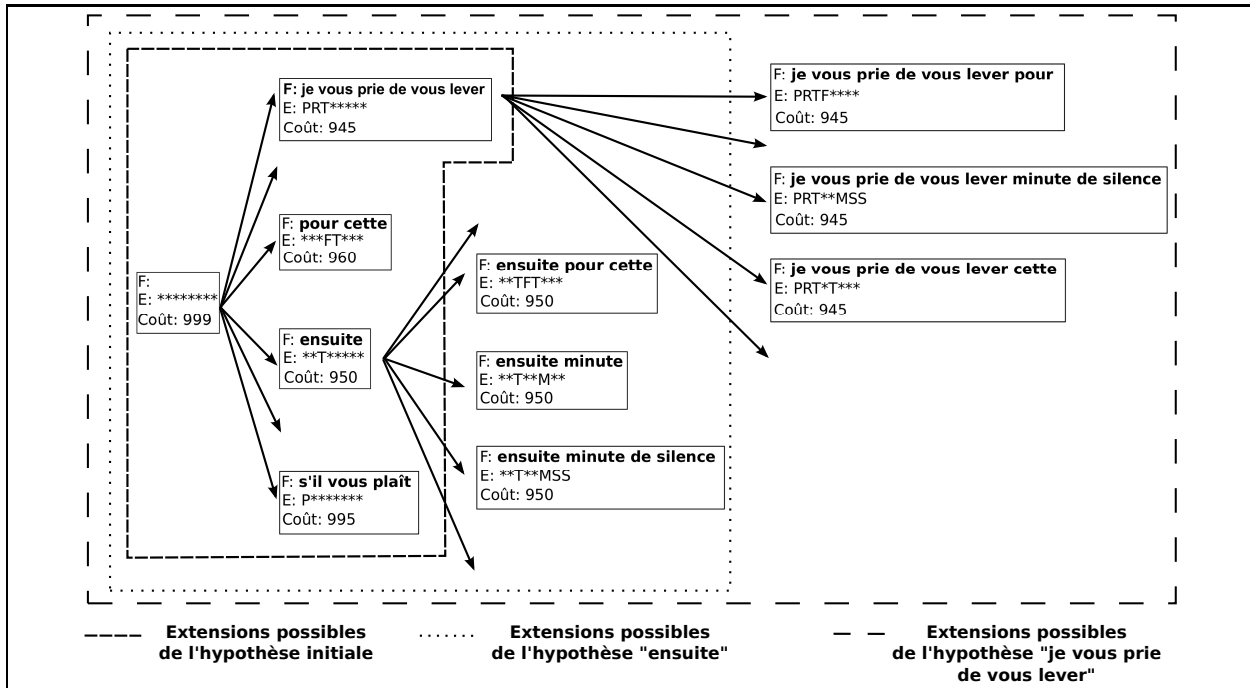 F: je vous prie de vous lever
E: PRT*****
Coût: 945
F: pour cette
E: ***FT***
Coût: 960
F:
E: ********
Coût: 999
F: ensuite
E: **T*****
Coût: 950
F: s'il vous plaît
E: P*******
Coût: 995
F: ensuite pour cette
E: **TFT***
Coût: 950
F: ensuite minute
E: **T**M**
Coût: 950
F: ensuite minute de silence
E: **T**MSS
Coût: 950
F: je vous prie de vous lever pour
E: PRTF****
Coût: 945
F: je vous prie de vous lever minute de silence
E: PRT**MSS
Coût: 945
F: je vous prie de vous lever cette
E: PRT*T***
Coût: 945
Extensions possibles
de l'hypothèse initiale
Extensions possibles
de l'hypothèse "ensuite"
Extensions possibles
de l'hypothèse "je vous prie
de vous lever"